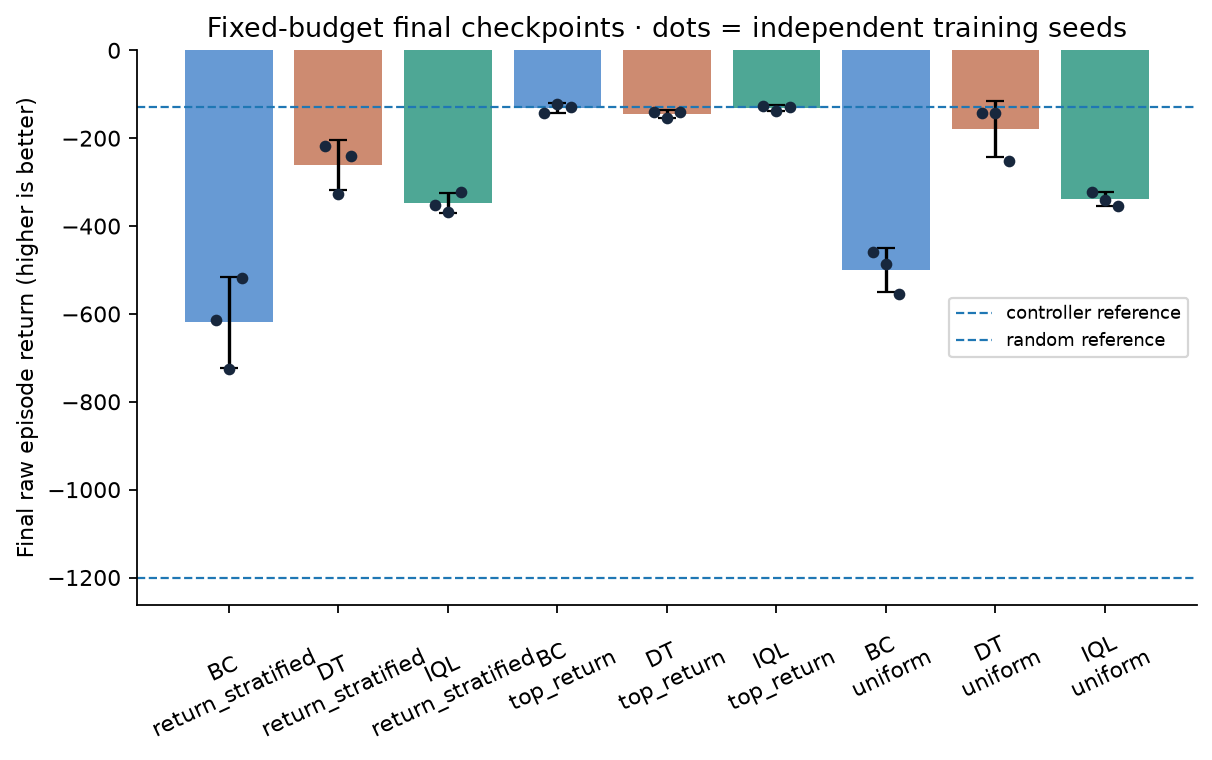 Fixed-budget final checkpoints · dots = independent training seeds
Final raw episode return (higher is better)
0
−200
−400
−600
−800
−1000
−1200
controller reference
random reference
BC
return_stratified
DT
return_stratified
IQL
return_stratified
BC
top_return
DT
top_return
IQL
top_return
BC
uniform
DT
uniform
IQL
uniform